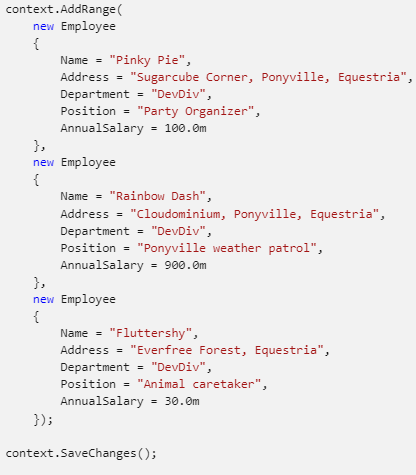 context.AddRange(
    new Employee
    {
        Name = "Pinky Pie",
        Address = "Sugarcube Corner, Ponyville, Equestria",
        Department = "DevDiv",
        Position = "Party Organizer",
        AnnualSalary = 100.0m
    },
    new Employee
    {
        Name = "Rainbow Dash",
        Address = "Cloudominium, Ponyville, Equestria",
        Department = "DevDiv",
        Position = "Ponyville weather patrol",
        AnnualSalary = 900.0m
    },
    new Employee
    {
        Name = "Fluttershy",
        Address = "Everfree Forest, Equestria",
        Department = "DevDiv",
        Position = "Animal caretaker",
        AnnualSalary = 30.0m
    });

context.SaveChanges();